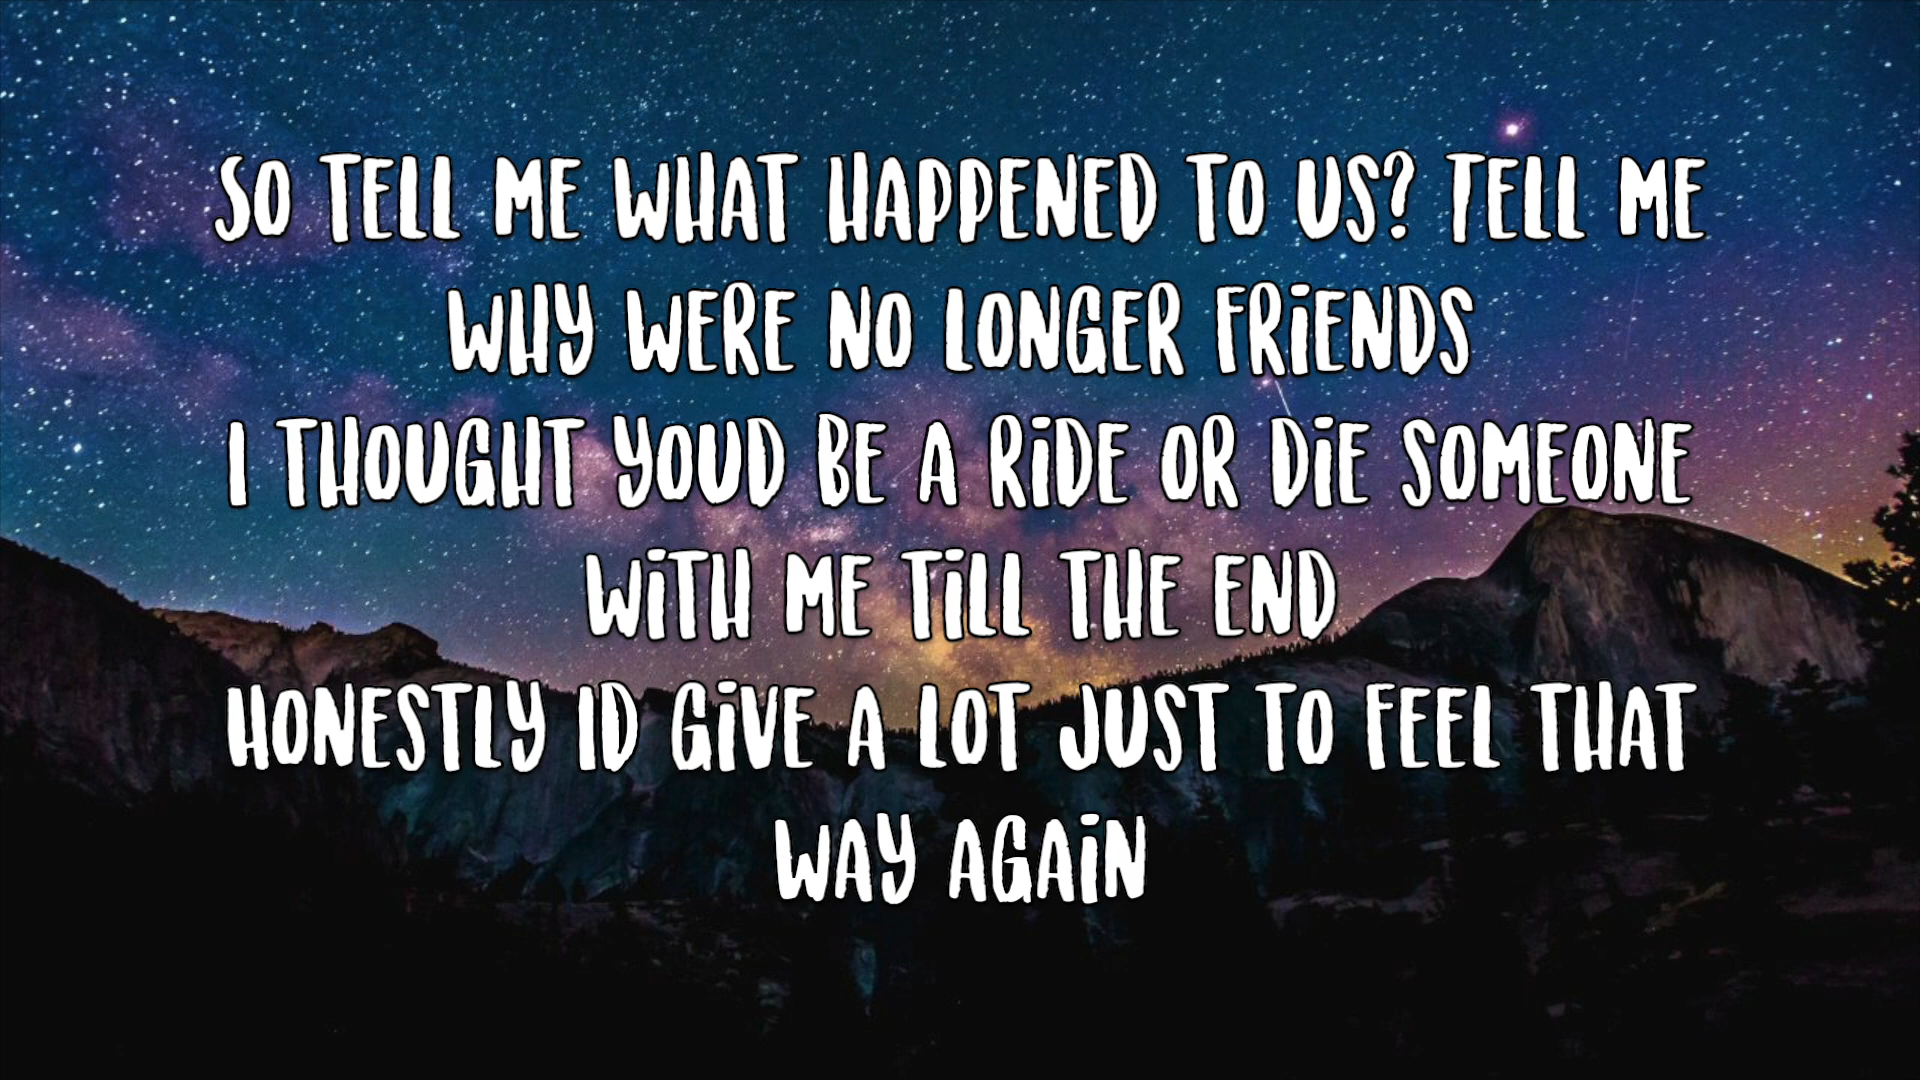 SO TELL ME WHAT HAPPENED TO US? TELL ME
WHY WERE NO LONGER FRIENDS
I THOUGHT YOUD BE A RiDE OR DiE SOMEONE
WiTH ME TiLL THE END
HONESTLY ID GiVE A LOT JUST TO FEEL THAT
WAY AGAiN